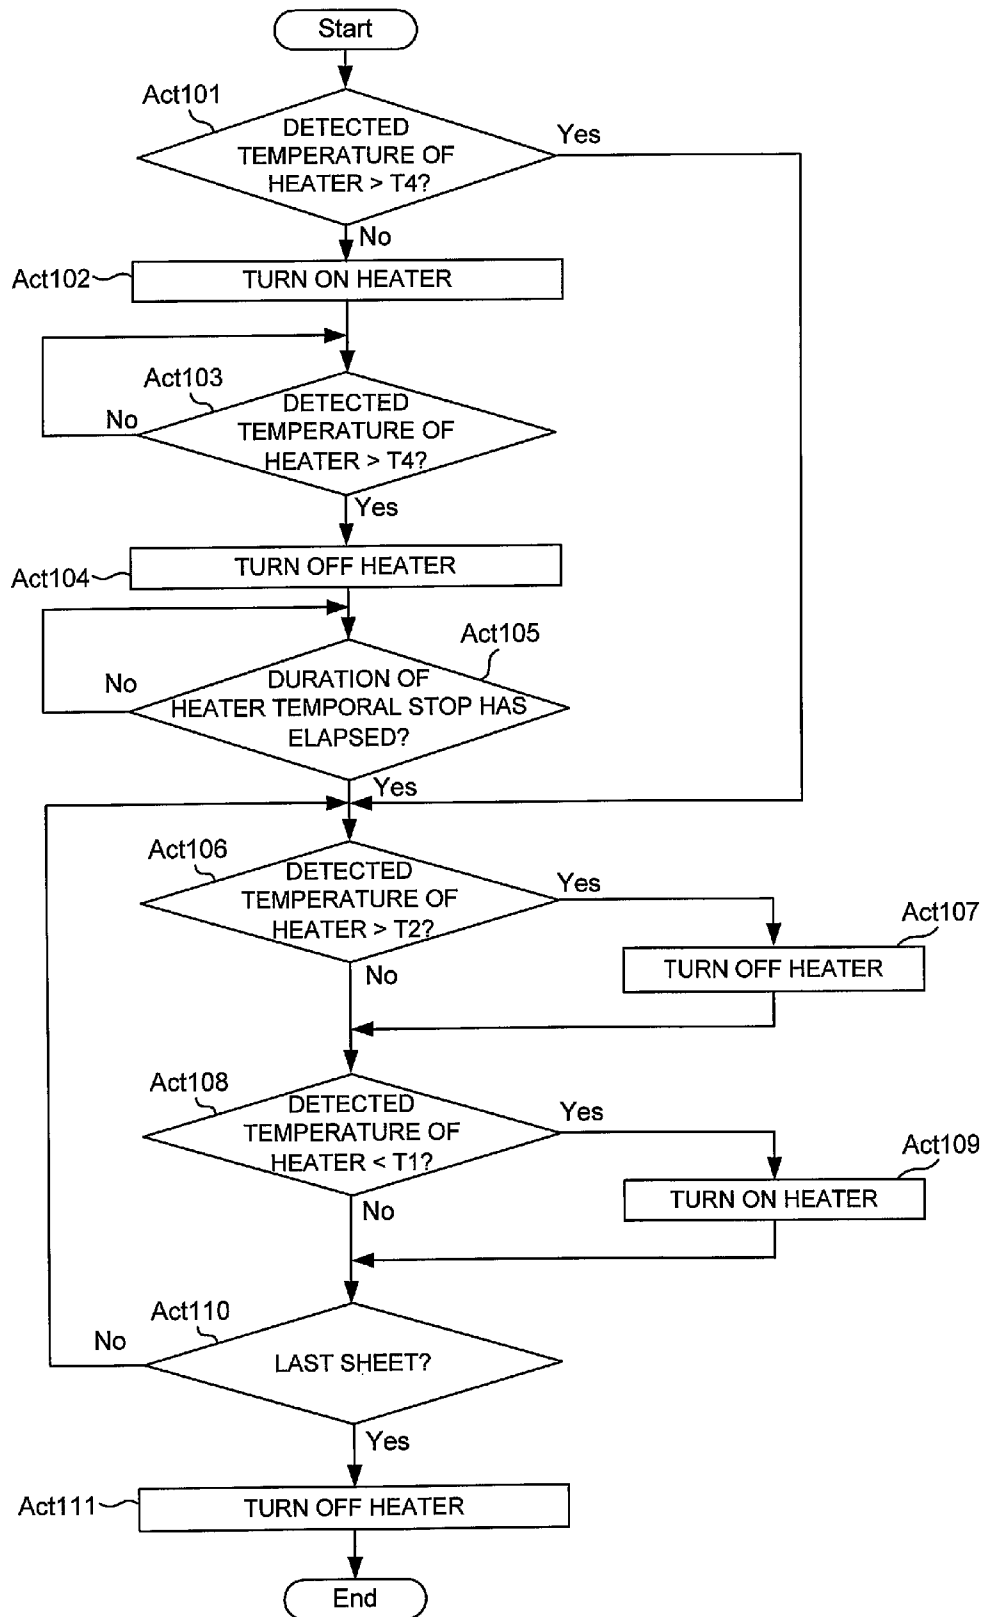 Start
Act101
DETECTED
TEMPERATURE OF
HEATER > T4?
Yes
No
Act102
TURN ON HEATER
Act103
DETECTED
TEMPERATURE OF
HEATER > T4?
No
Yes
Act104
TURN OFF HEATER
Act105
DURATION OF
HEATER TEMPORAL STOP HAS
ELAPSED?
No
Yes
Act106
DETECTED
TEMPERATURE OF
HEATER > T2?
Yes
Act107
TURN OFF HEATER
No
Act108
DETECTED
TEMPERATURE OF
HEATER < T1?
Yes
Act109
TURN ON HEATER
No
Act110
LAST SHEET?
No
Yes
Act111
TURN OFF HEATER
End